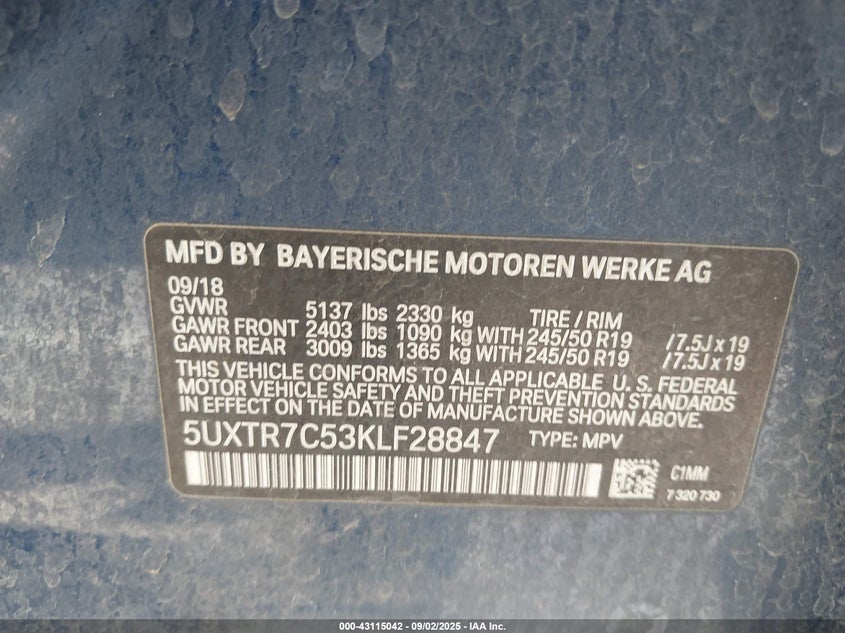 MFD BY BAYERISCHE MOTOREN WERKE AG
09/18
GVWR 5137 lbs 2330 kg TIRE / RIM
GAWR FRONT 2403 lbs 1090 kg WITH 245/50 R19 /7.5J x 19
GAWR REAR 3009 lbs 1365 kg WITH 245/50 R19 /7.5J x 19
THIS VEHICLE CONFORMS TO ALL APPLICABLE U. S. FEDERAL
MOTOR VEHICLE SAFETY AND THEFT PREVENTION STANDARDS
IN EFFECT ON THE DATE OF MANUFACTURE SHOWN ABOVE.
5UXTR7C53KLF28847 TYPE: MPV
C1MM
7 320 730
000-43115042 - 09/02/2025 - IAA Inc.